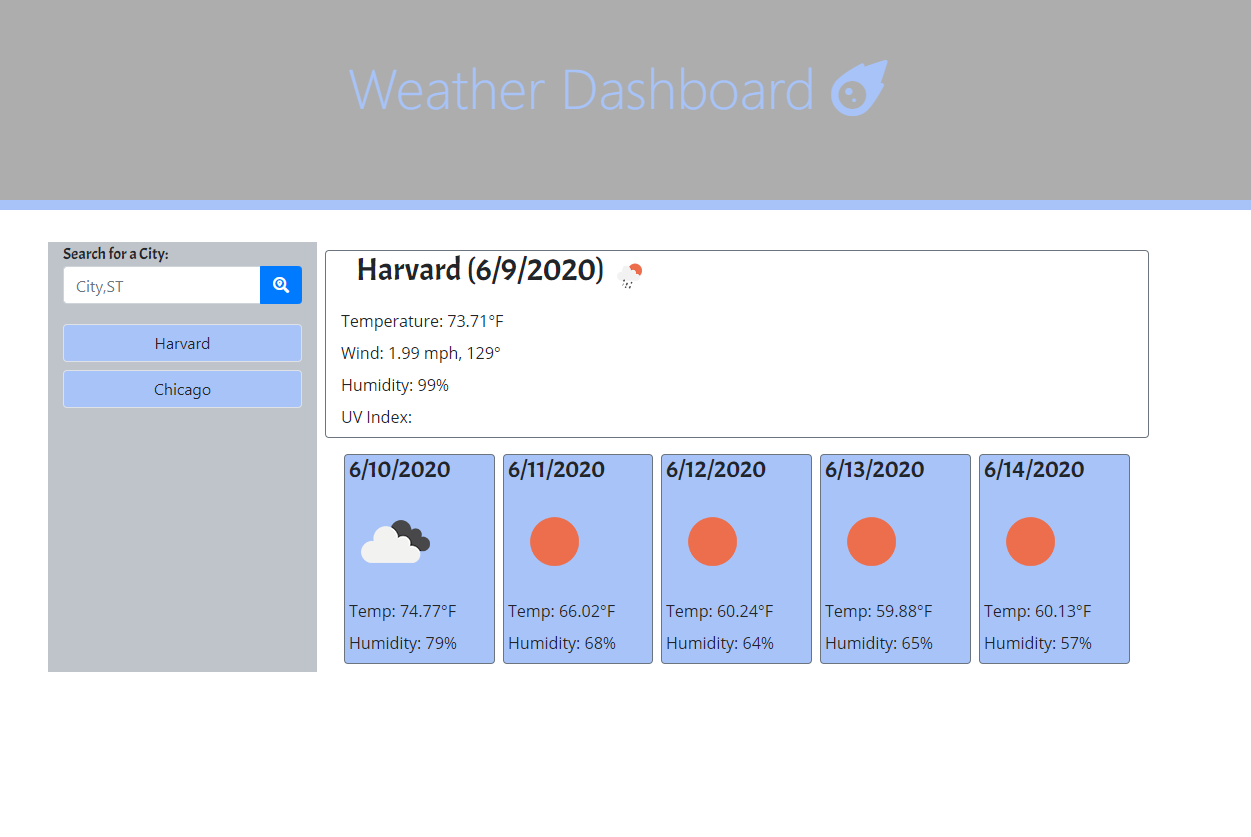 Weather Dashboard
Search for a City:
City,ST
Harvard
Chicago
Harvard (6/9/2020)
Temperature: 73.71°F
Wind: 1.99 mph, 129°
Humidity: 99%
UV Index:
6/10/2020
Temp: 74.77°F
Humidity: 79%
6/11/2020
Temp: 66.02°F
Humidity: 68%
6/12/2020
Temp: 60.24°F
Humidity: 64%
6/13/2020
Temp: 59.88°F
Humidity: 65%
6/14/2020
Temp: 60.13°F
Humidity: 57%